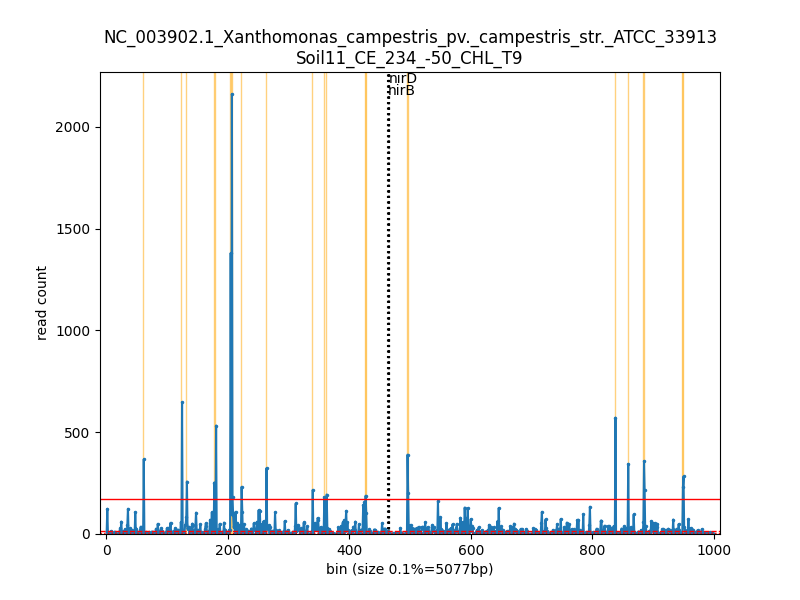 NC_003902.1_Xanthomonas_campestris_pv._campestris_str._ATCC_33913
Soil11_CE_234_-50_CHL_T9
nirD
nirB
2000
1500
1000
500
0
read count
0 200 400 600 800 1000
bin (size 0.1%=5077bp)